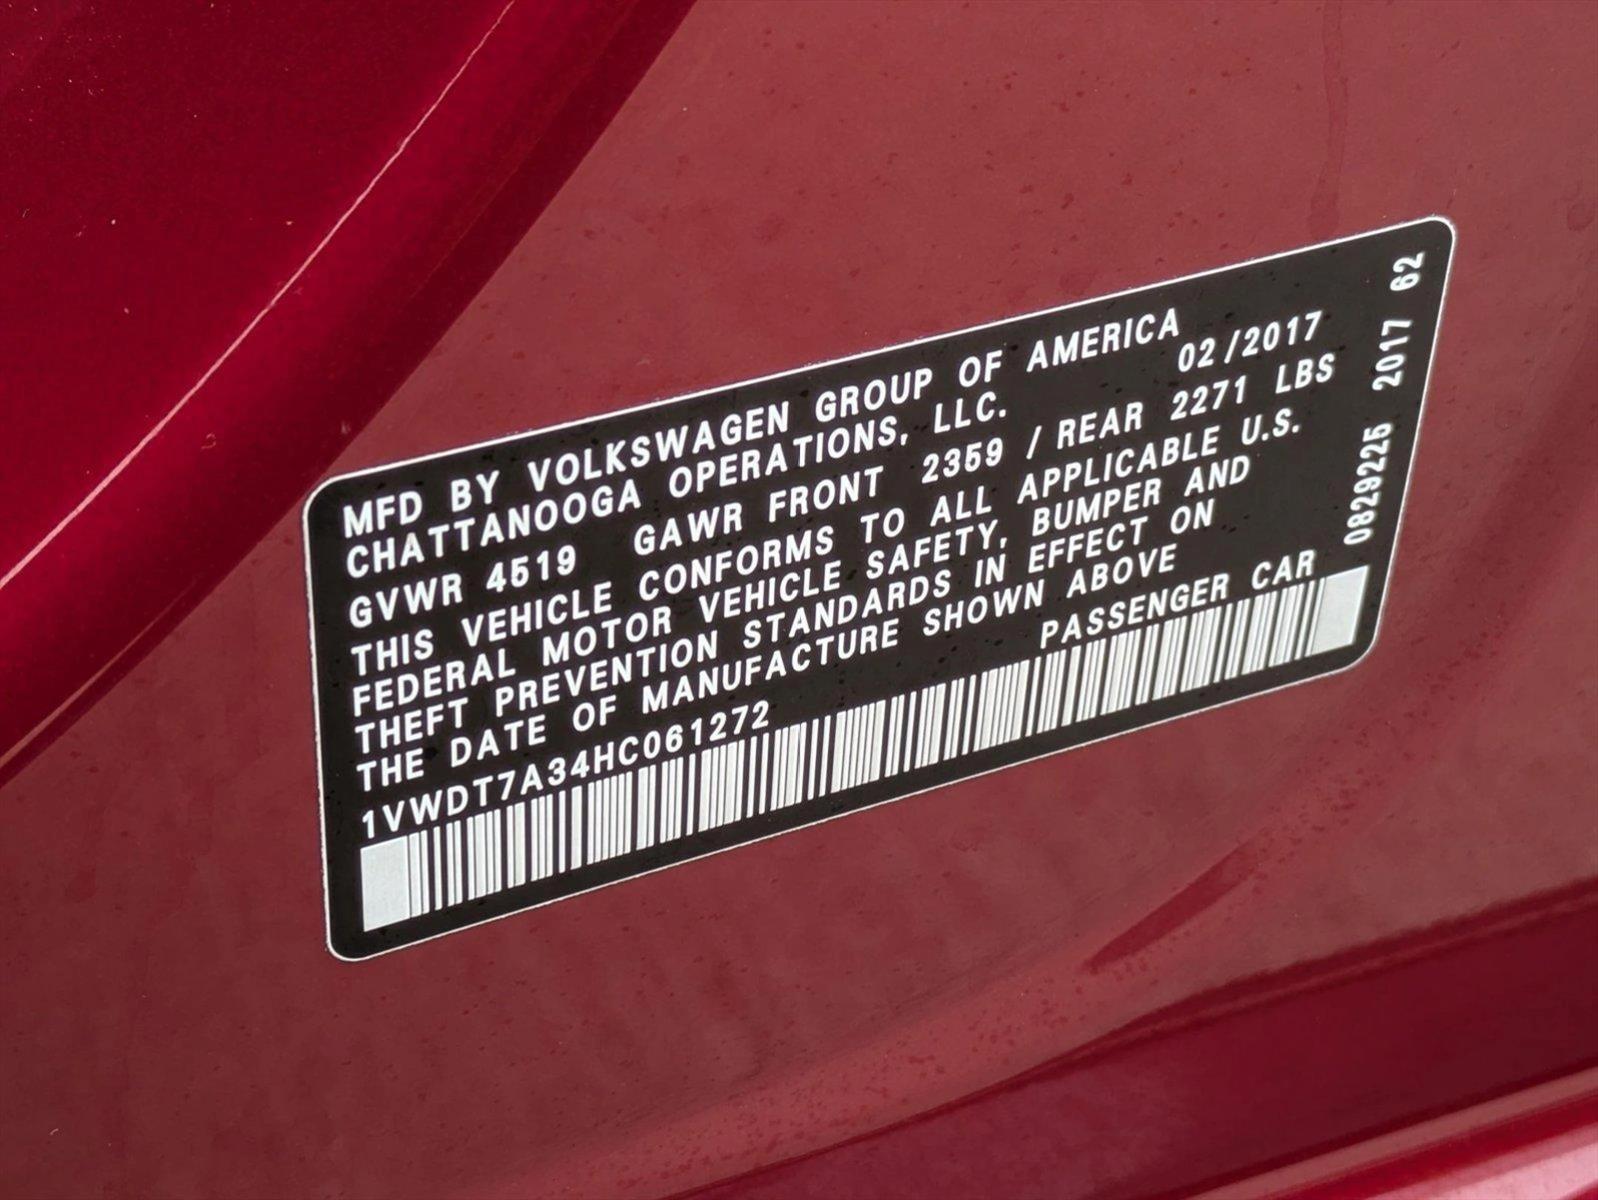 MFD BY VOLKSWAGEN GROUP OF AMERICA
CHATTANOOGA OPERATIONS, LLC. 02/2017
GVWR 4519 GAWR FRONT 2359 / REAR 2271 LBS
THIS VEHICLE CONFORMS TO ALL APPLICABLE U.S.
FEDERAL MOTOR VEHICLE SAFETY, BUMPER AND
THEFT PREVENTION STANDARDS IN EFFECT ON
THE DATE OF MANUFACTURE SHOWN ABOVE
1VWDT7A34HC061272 PASSENGER CAR
0829225 2017 62